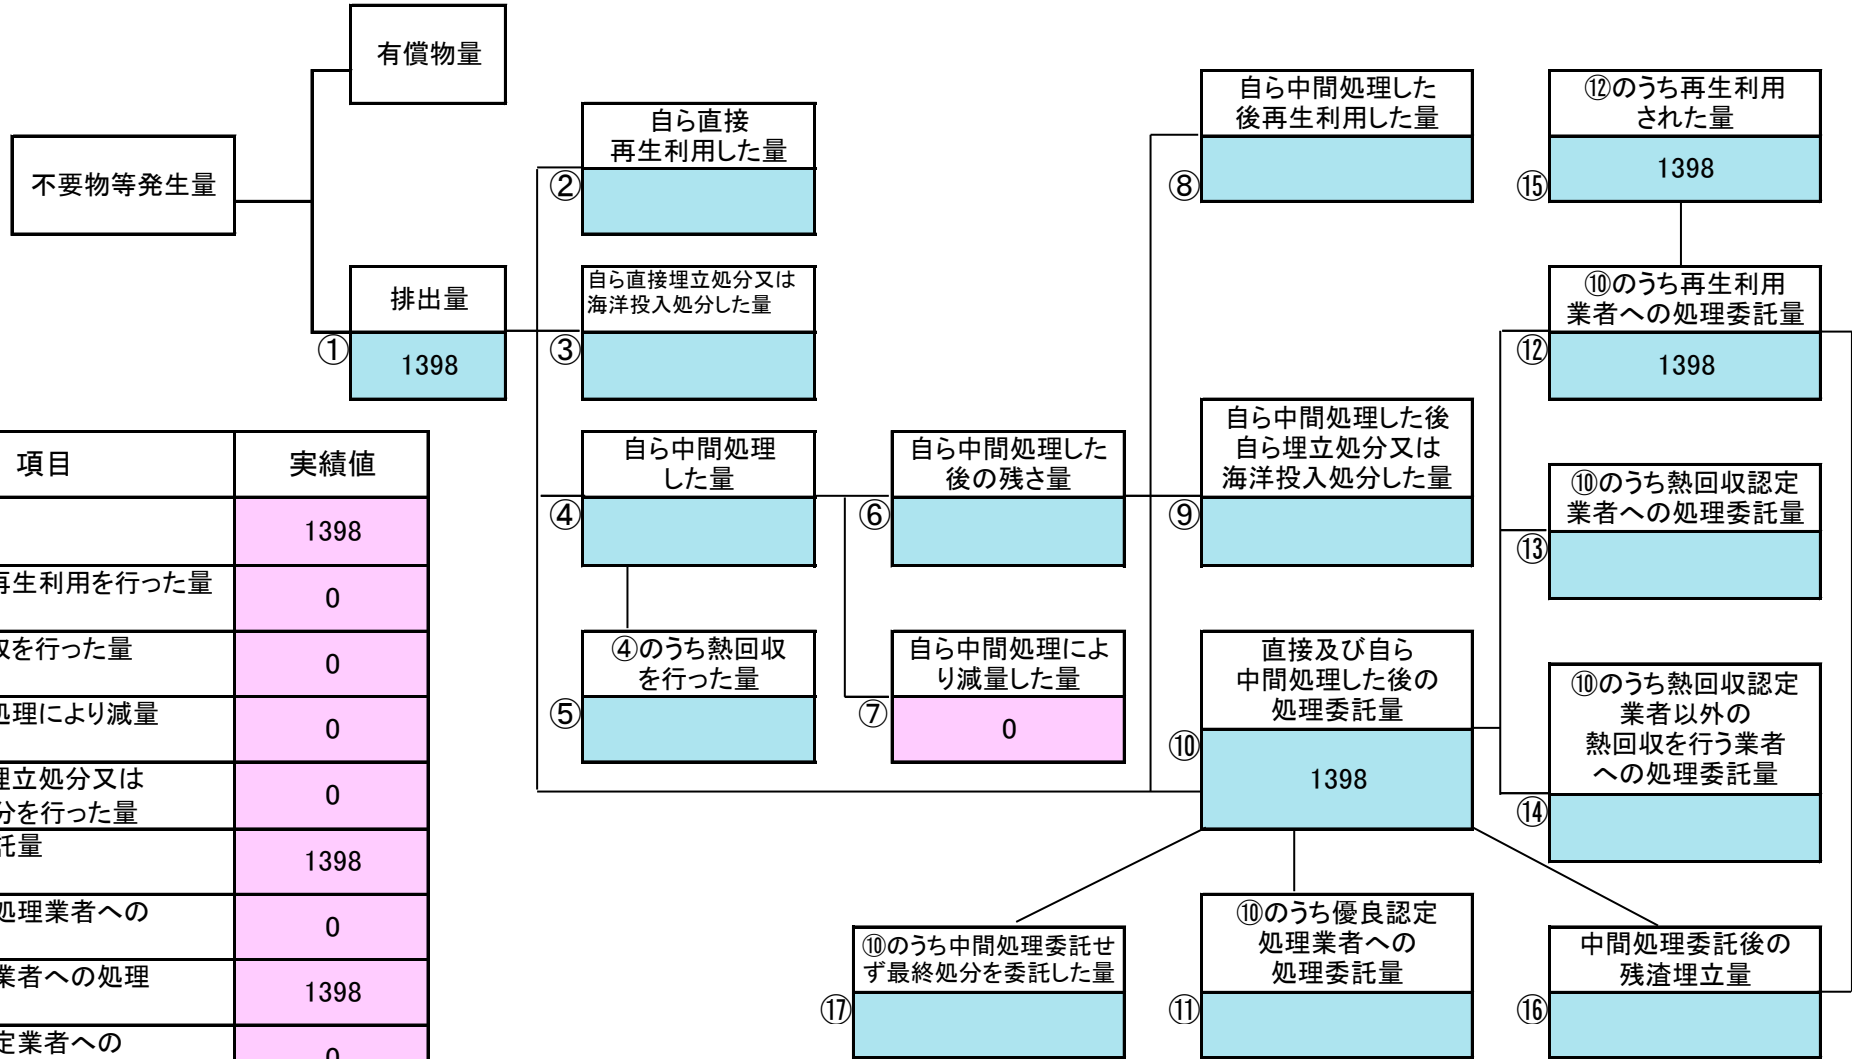 有償物量
不要物等発生量
排出量
①
1398
自ら直接
再生利用した量
②
自ら直接埋立処分又は
海洋投入処分した量
③
自ら中間処理
した量
④
④のうち熱回収
を行った量
⑤
自ら中間処理した
後の残さ量
⑥
自ら中間処理によ
り減量した量
⑦
0
自ら中間処理した
後再生利用した量
⑧
自ら中間処理した後
自ら埋立処分又は
海洋投入処分した量
⑨
直接及び自ら
中間処理した後の
処理委託量
⑩
1398
⑫のうち再生利用
された量
⑮
1398
⑩のうち再生利用
業者への処理委託量
⑫
1398
⑩のうち熱回収認定
業者への処理委託量
⑬
⑩のうち熱回収認定
業者以外の
熱回収を行う業者
への処理委託量
⑭
⑩のうち中間処理委託せ
ず最終処分を委託した量
⑰
⑩のうち優良認定
処理業者への
処理委託量
⑪
中間処理委託後の
残渣埋立量
⑯
項目 実績値
1398
再生利用を行った量
0
を行った量
0
処理により減量
0
埋立処分又は
を行った量
0
託量
1398
処理業者への
0
業者への処理
1398
定業者への
0